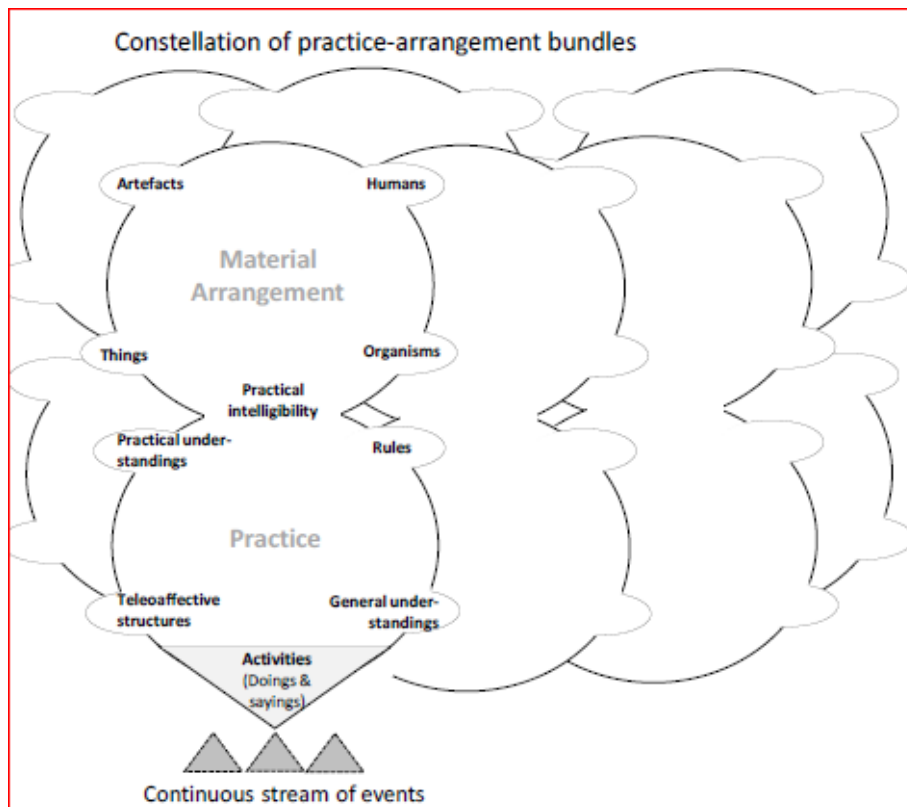 Constellation of practice-arrangement bundles
Artefacts
Humans
Material
Arrangement
Things
Organisms
Practical
intelligibility
Practical under-
standings
Rules
Practice
Teleoaffective
structures
General under-
standings
Activities
(Doings &
sayings)
Continuous stream of events